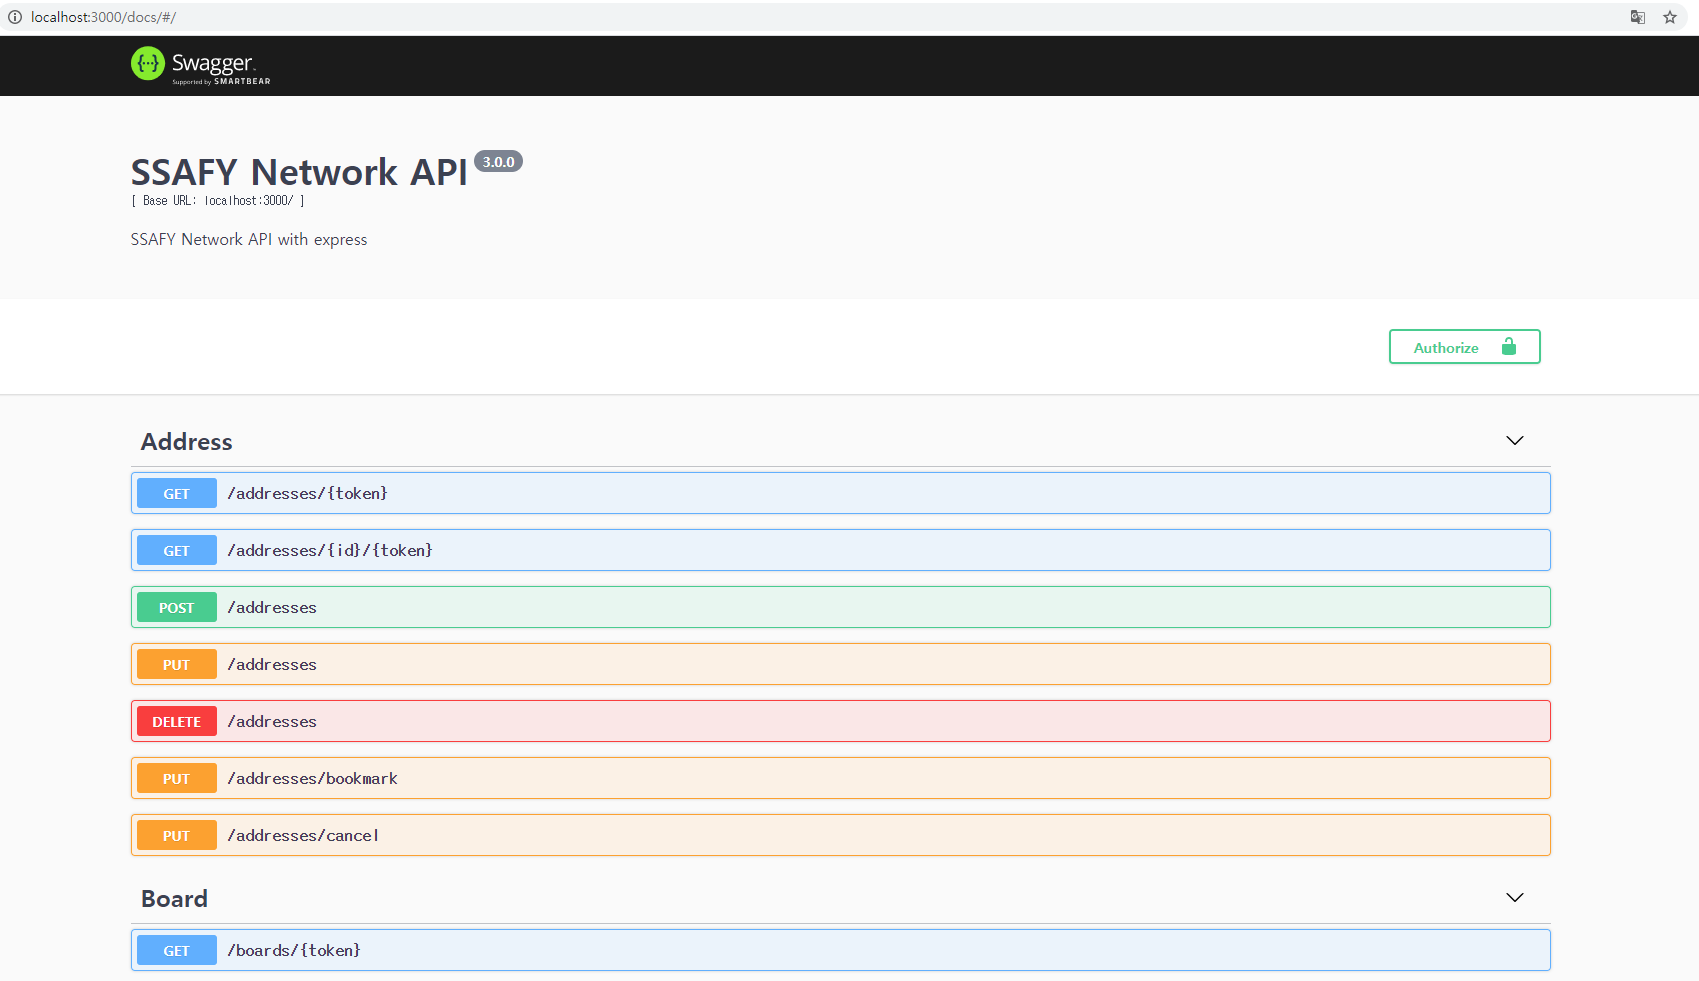 localhost:3000/docs/#/
Swagger
Supported by SMARTBEAR
SSAFY Network API 3.0.0
[ Base URL: localhost:3000/ ]
SSAFY Network API with express
Authorize
Address
GET /addresses/{token}
GET /addresses/{id}/{token}
POST /addresses
PUT /addresses
DELETE /addresses
PUT /addresses/bookmark
PUT /addresses/cancel
Board
GET /boards/{token}